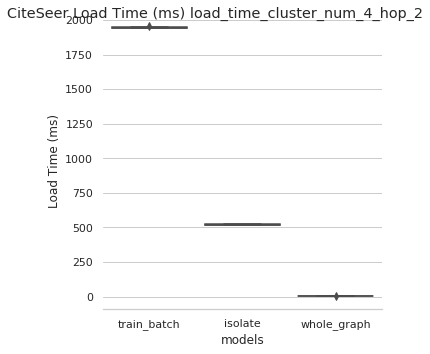 CiteSeer Load Time (ms) load_time_cluster_num_4_hop_2
2000
1750
1500
1250
1000
750
500
250
0
Load Time (ms)
train_batch isolate whole_graph
models